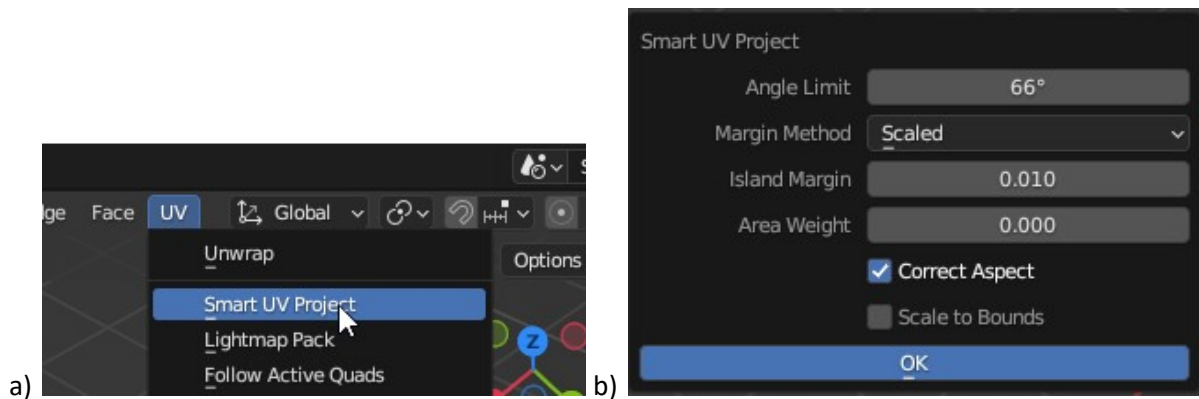 ge Face UV Global
Unwrap
Options
Smart UV Project
Lightmap Pack
Z
Follow Active Quads
a)
Smart UV Project
Angle Limit 66°
Margin Method Scaled
Island Margin 0.010
Area Weight 0.000
Correct Aspect
Scale to Bounds
OK
b)